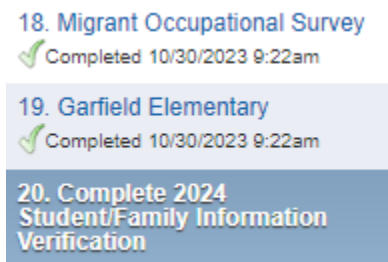 18. Migrant Occupational Survey
Completed 10/30/2023 9:22am
19. Garfield Elementary
Completed 10/30/2023 9:22am
20. Complete 2024
Student/Family Information
Verification